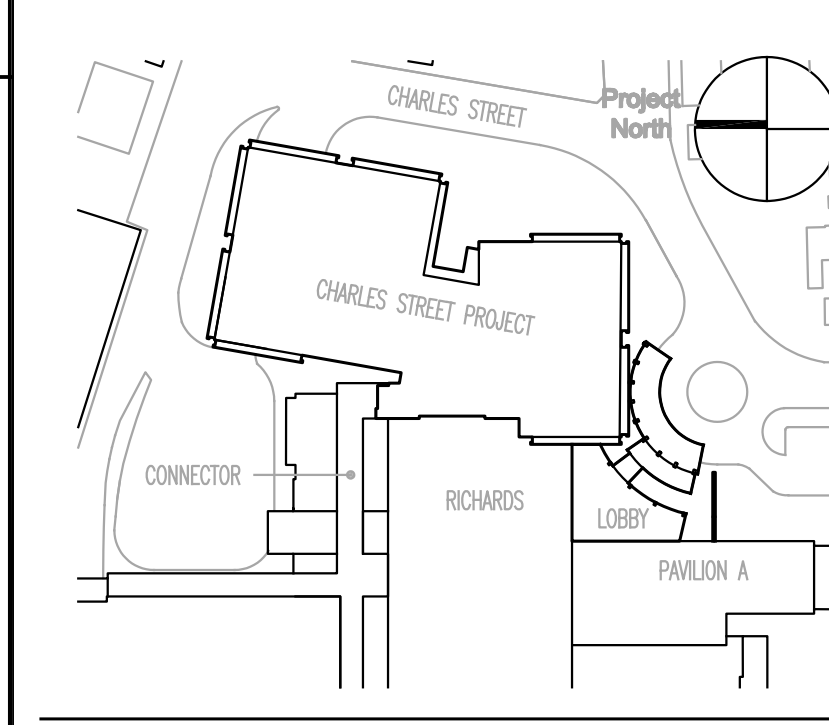 CHARLES STREET
Project
North
CHARLES STREET PROJECT
CONNECTOR
RICHARDS
LOBBY
PAVILION A